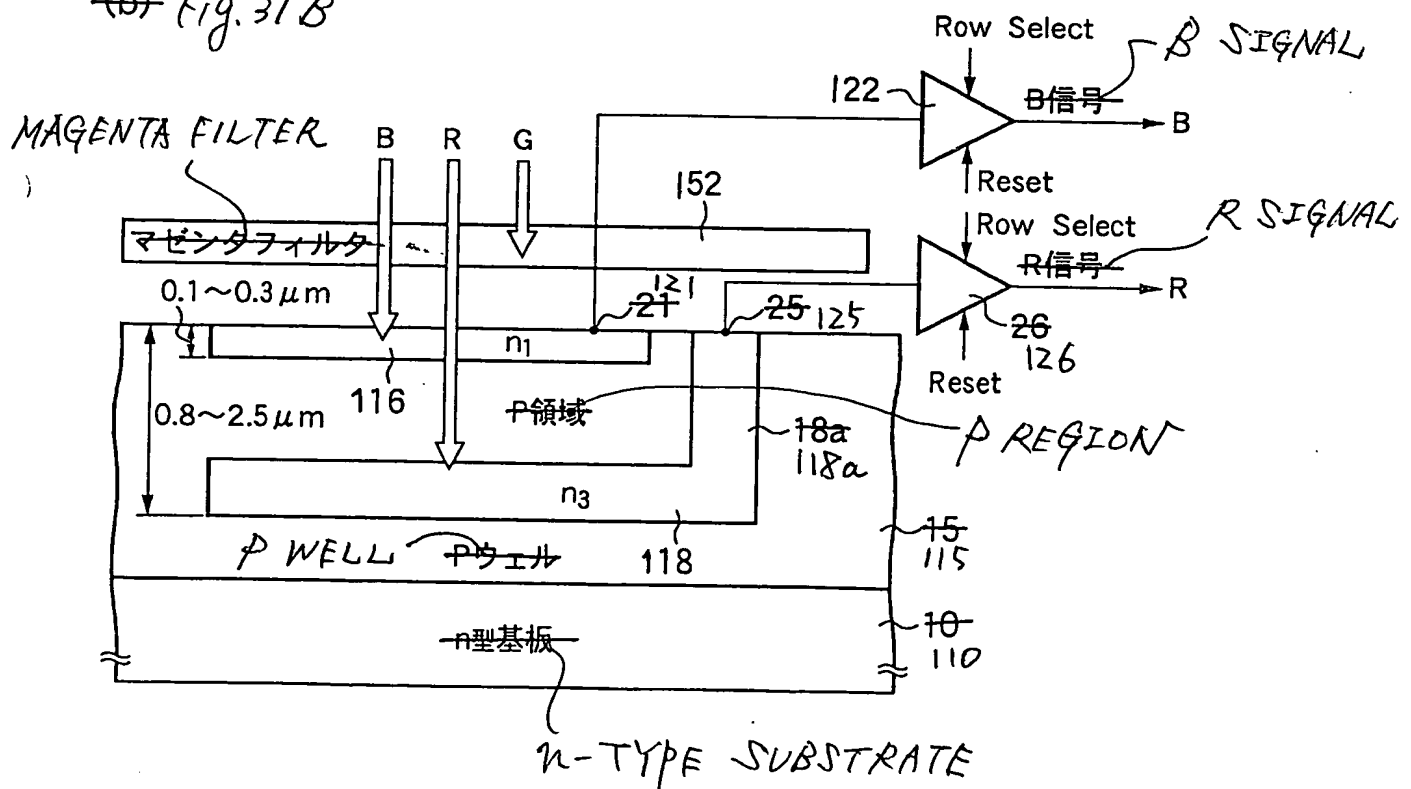 (b) Fig. 31B
Row Select
B SIGNAL
122
B信号
B
MAGENTA FILTER
B R G
Reset
152
Row Select
R SIGNAL
マゼンタフィルタ
R信号
R
0.1~0.3μm
121
21
25 125
26
126
n1
Reset
116
0.8~2.5μm
P領域
18a
118a
P REGION
n3
P WELL
Pウェル
118
15
115
n型基板
10
110
n-TYPE SUBSTRATE